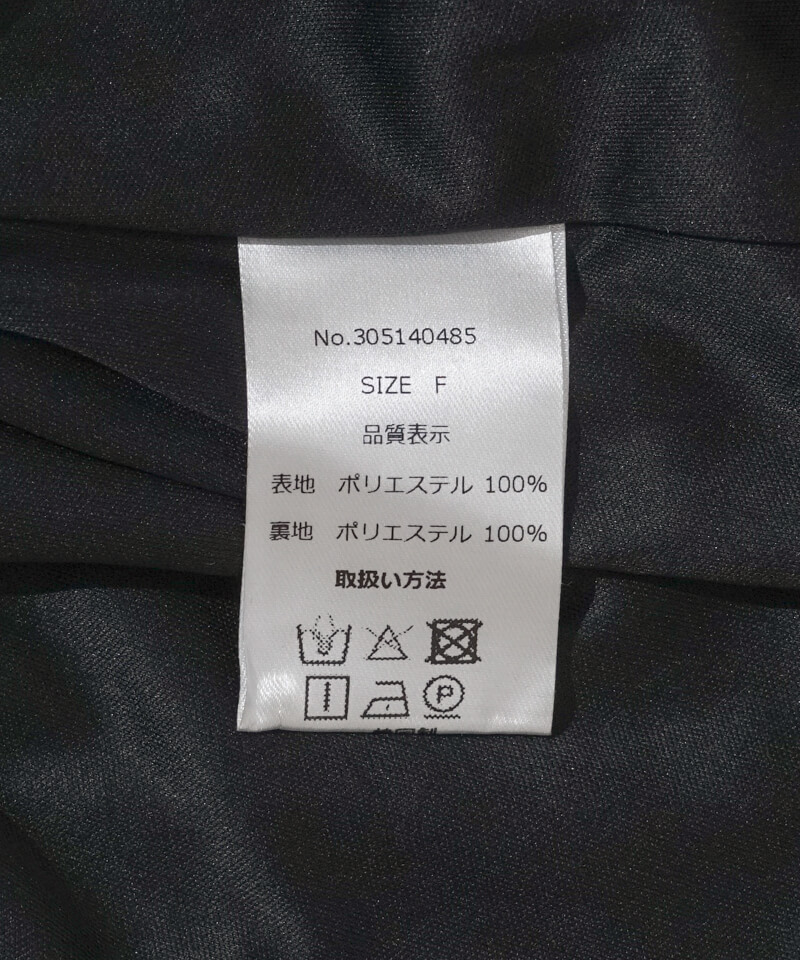 No.305140485
SIZE F
品質表示
表地 ポリエステル 100%
裏地 ポリエステル 100%
取扱い方法
P